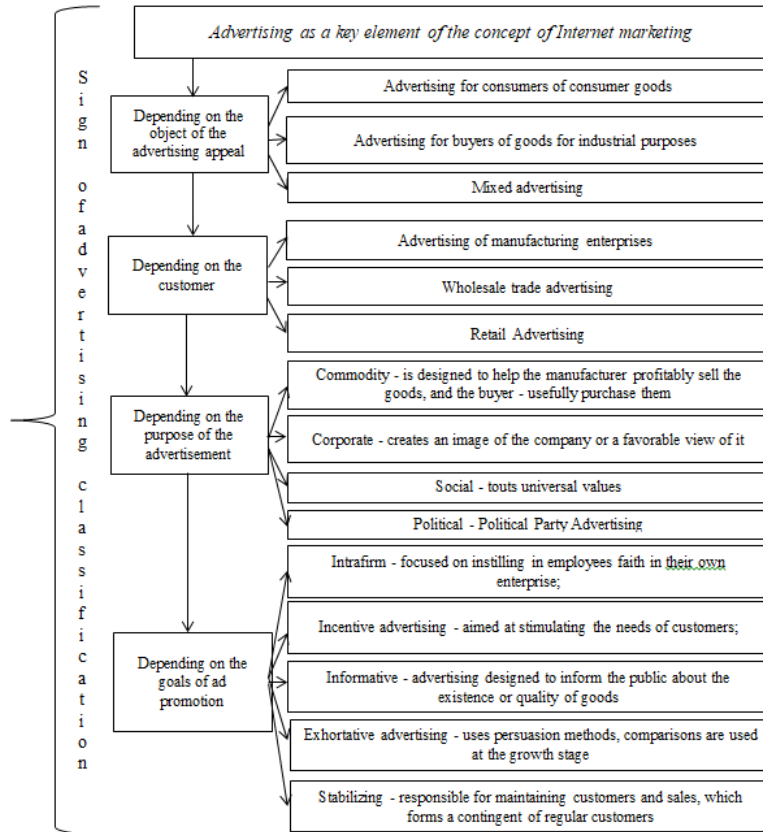 Advertising as a key element of the concept of Internet marketing
Sign of advertising classification
Depending on the
object of the
advertising appeal
Advertising for consumers of consumer goods
Advertising for buyers of goods for industrial purposes
Mixed advertising
Depending on the
customer
Advertising of manufacturing enterprises
Wholesale trade advertising
Retail Advertising
Depending on the
purpose of the
advertisement
Commodity - is designed to help the manufacturer profitably sell the
goods, and the buyer - usefully purchase them
Corporate - creates an image of the company or a favorable view of it
Social - touts universal values
Political - Political Party Advertising
Depending on the
goals of ad
promotion
Intrafirm - focused on instilling in employees faith in their own
enterprise;
Incentive advertising - aimed at stimulating the needs of customers;
Informative - advertising designed to inform the public about the
existence or quality of goods
Exhortative advertising - uses persuasion methods, comparisons are used
at the growth stage
Stabilizing - responsible for maintaining customers and sales, which
forms a contingent of regular customers